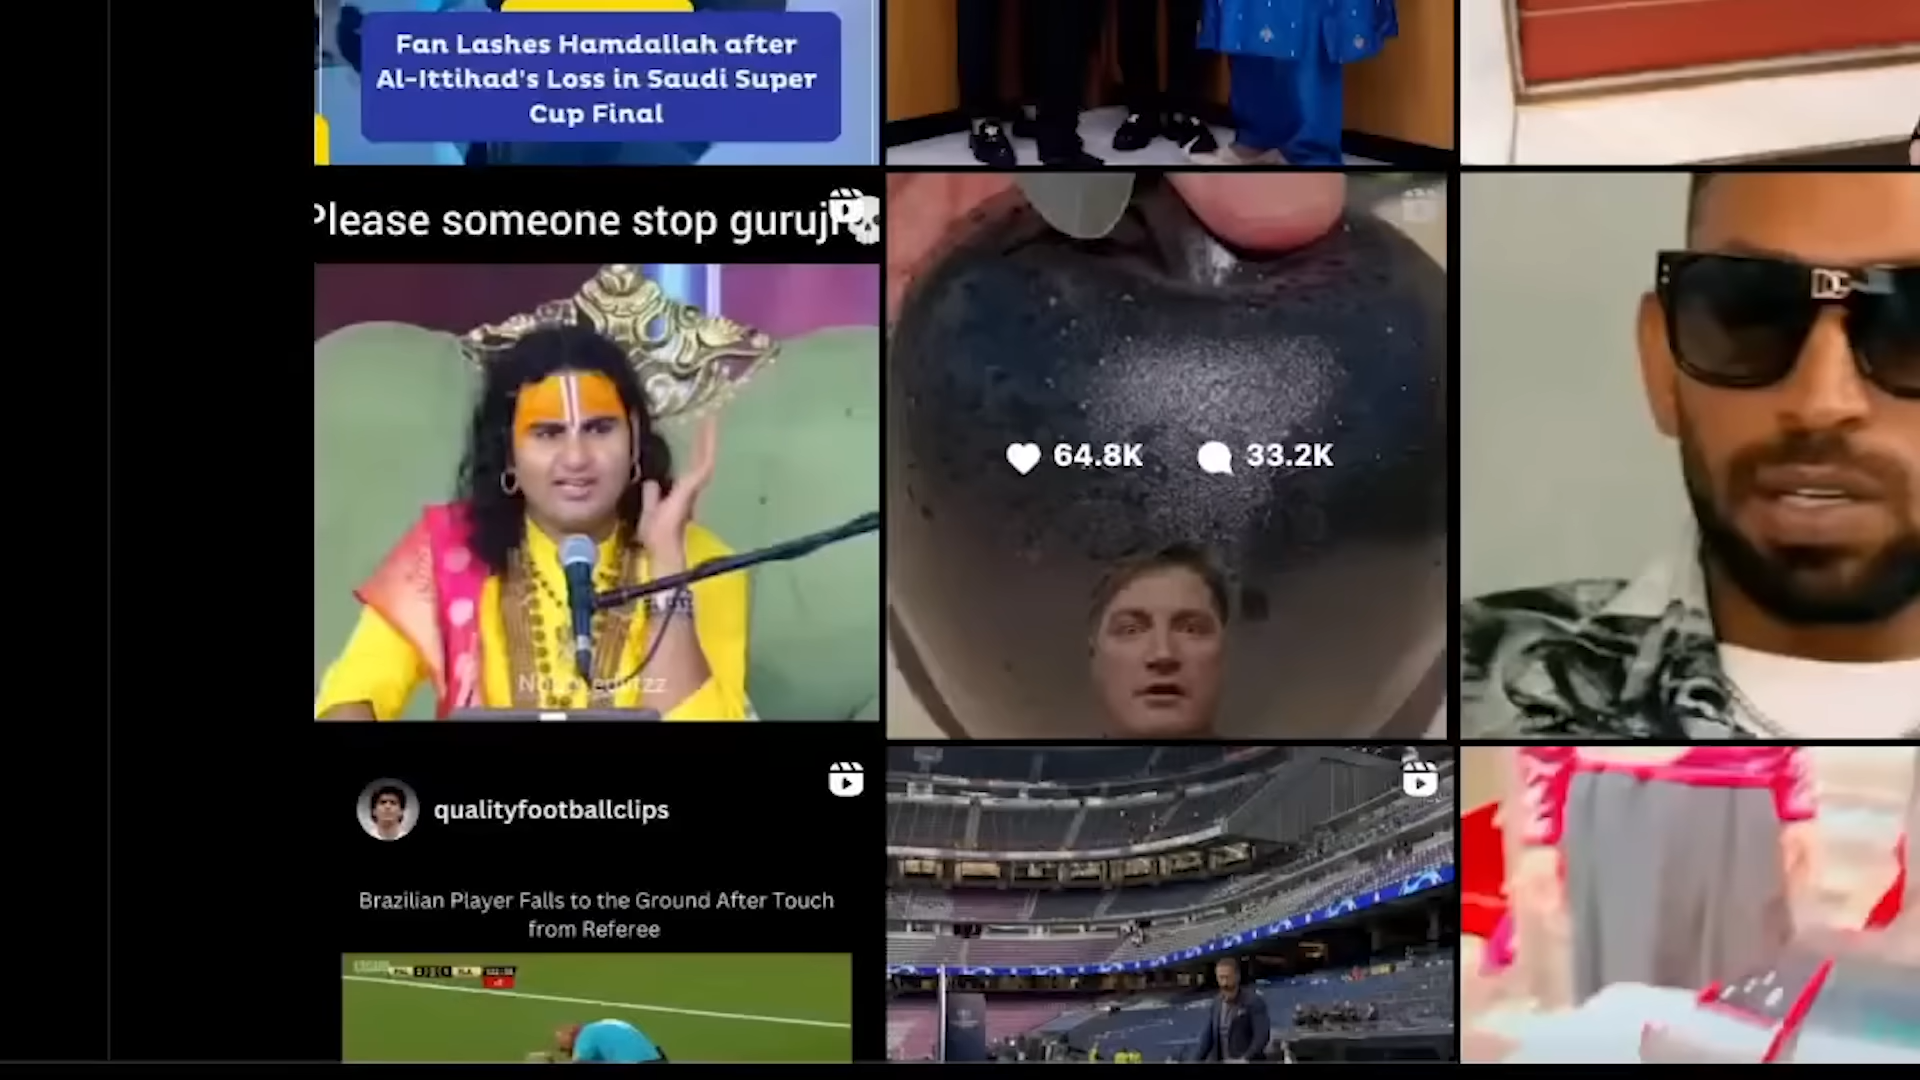 Fan Lashes Hamdallah after
Al-Ittihad's Loss in Saudi Super
Cup Final
Please someone stop guruji
64.8K 33.2K
DG
qualityfootballclips
Brazilian Player Falls to the Ground After Touch
from Referee